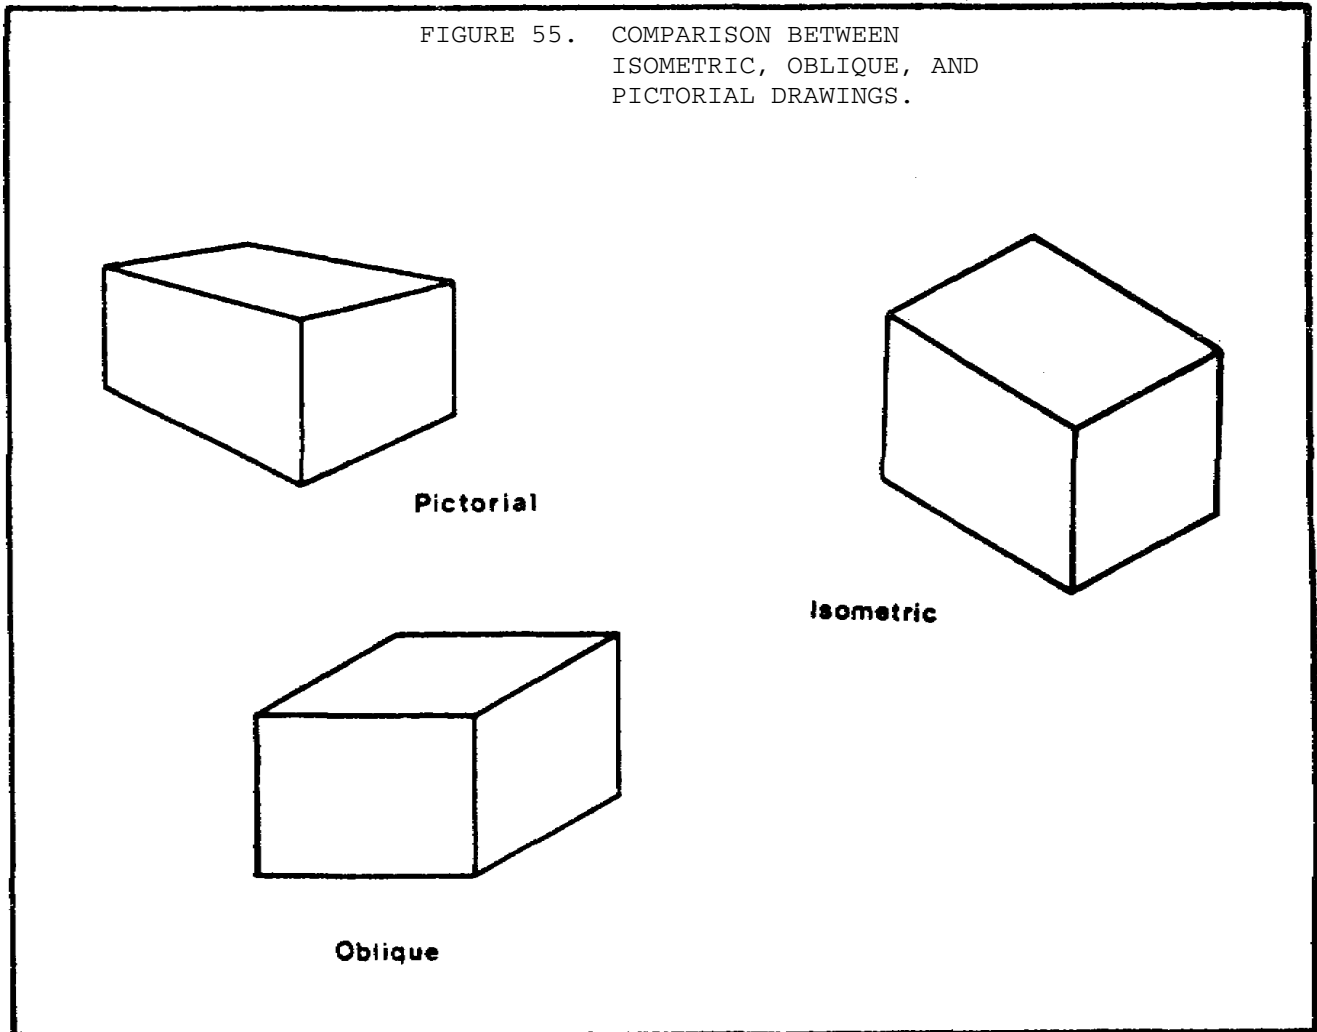 FIGURE 55. COMPARISON BETWEEN
ISOMETRIC, OBLIQUE, AND
PICTORIAL DRAWINGS.
Pictorial
Isometric
Oblique